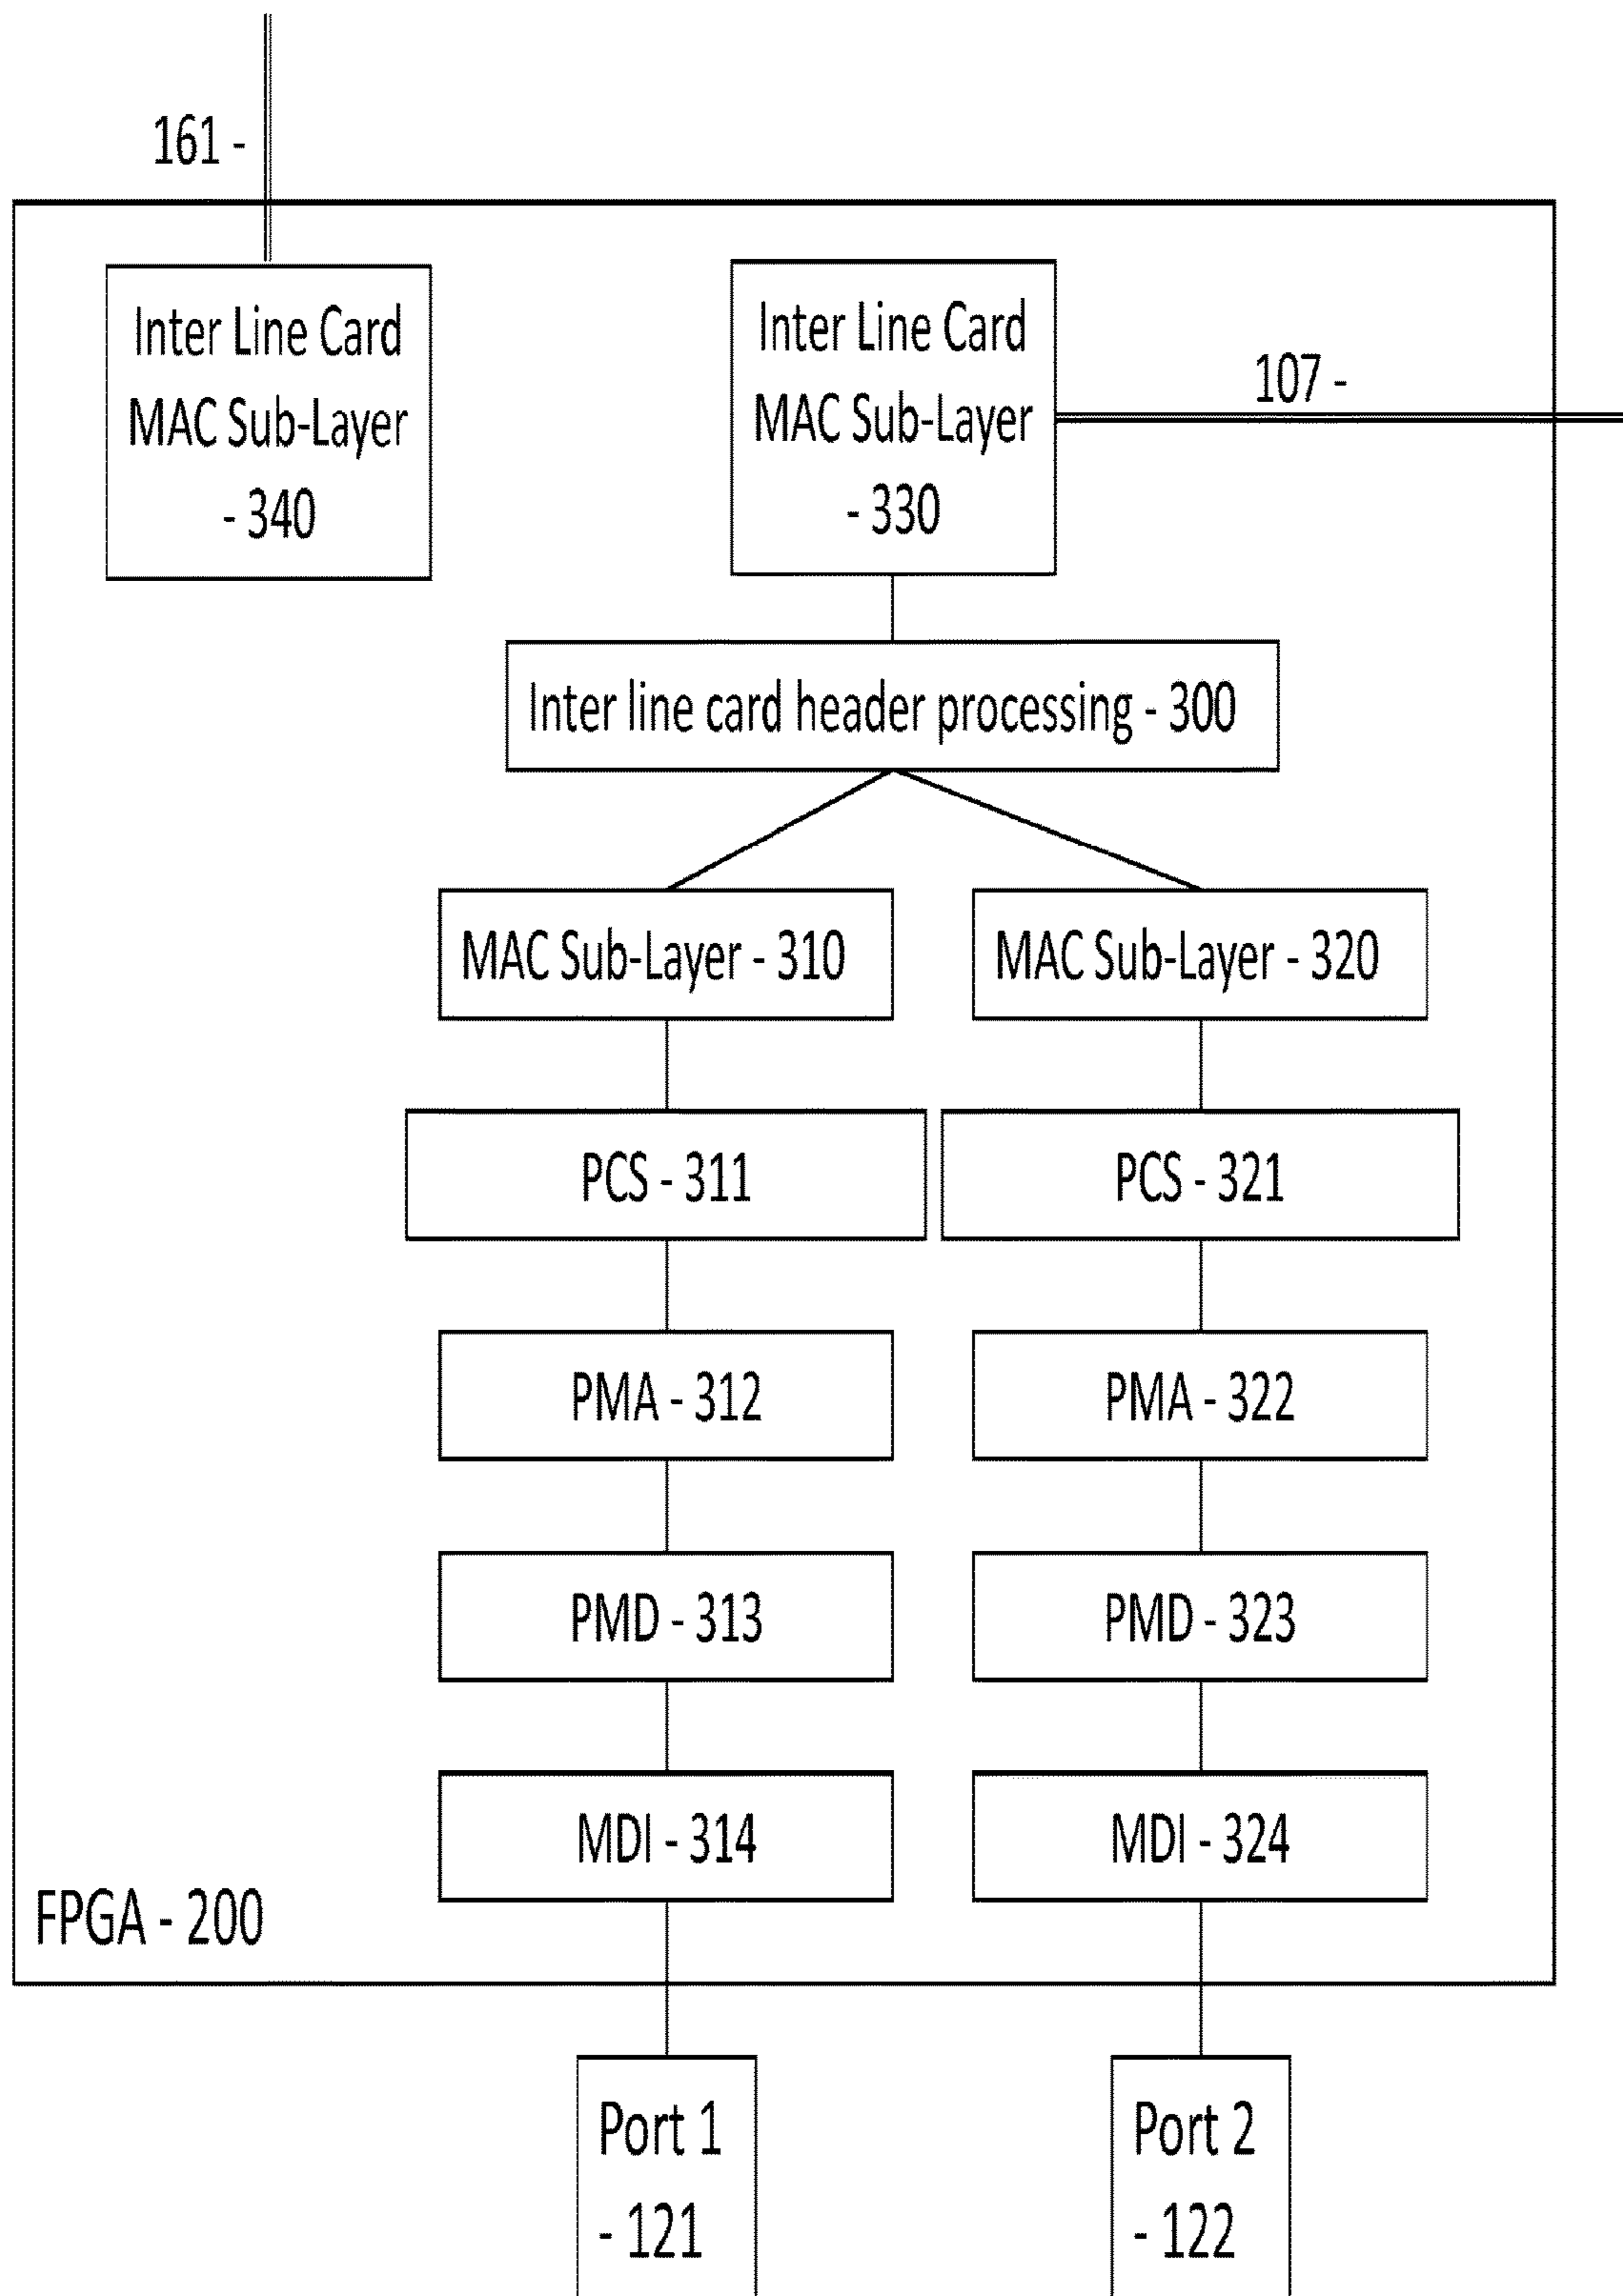 161 -
Inter Line Card
MAC Sub-Layer
- 340
Inter Line Card
MAC Sub-Layer
- 330
107 -
Inter line card header processing - 300
MAC Sub-Layer - 310
MAC Sub-Layer - 320
PCS - 311
PCS - 321
PMA - 312
PMA - 322
PMD - 313
PMD - 323
MDI - 314
MDI - 324
FPGA - 200
Port 1
- 121
Port 2
- 122